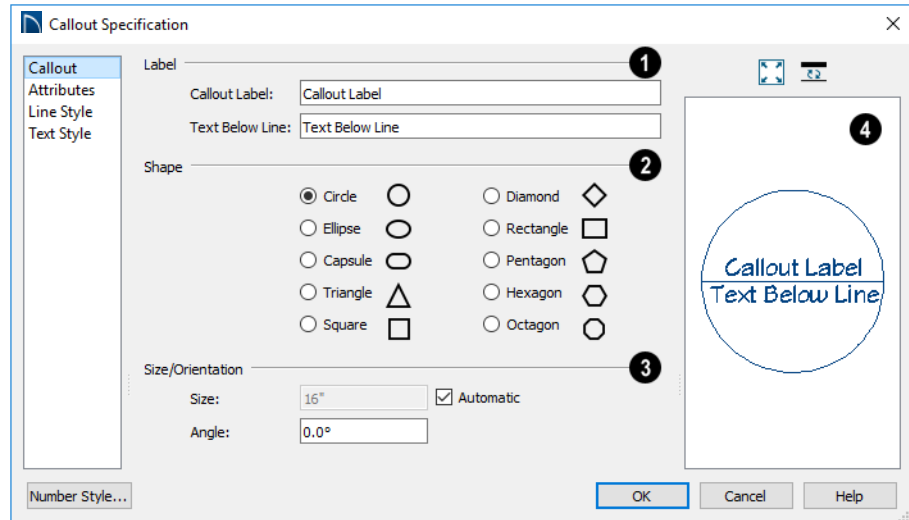 Callout Specification
Callout
Attributes
Line Style
Text Style
Label
1
Callout Label: Callout Label
Text Below Line: Text Below Line
Shape
2
Circle
Diamond
Ellipse
Rectangle
Capsule
Pentagon
Triangle
Hexagon
Square
Octagon
Size/Orientation
3
Size: 16"
Automatic
Angle: 0.0°
4
Callout Label
Text Below Line
Number Style...
OK
Cancel
Help